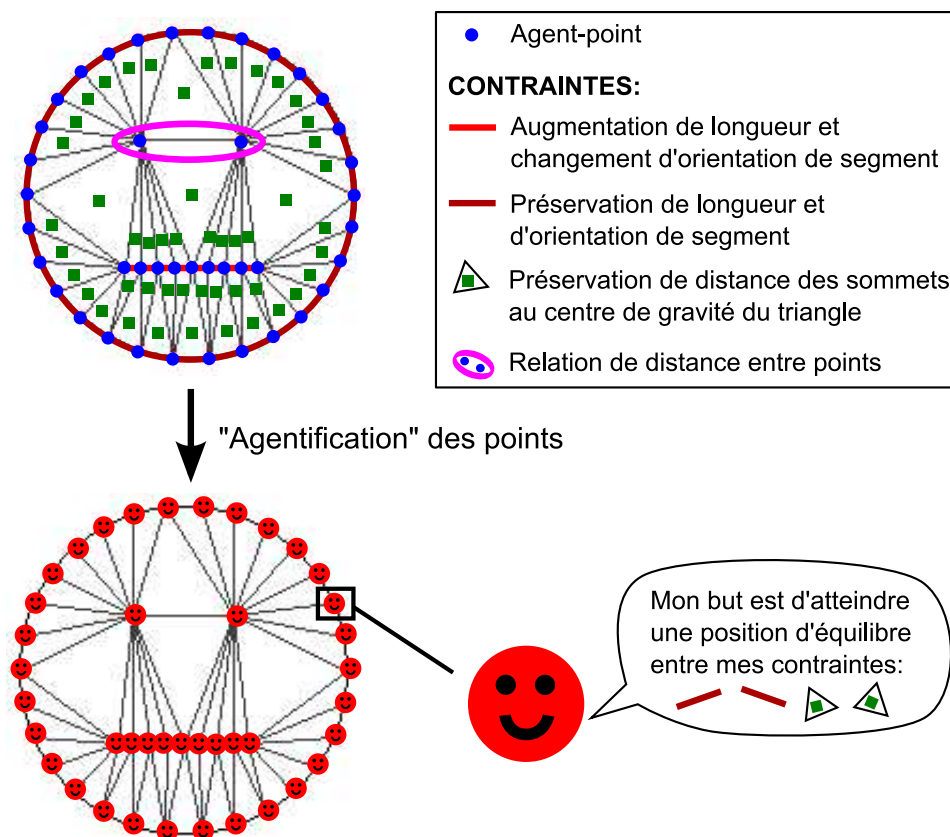 Agent-point
CONTRAINTES:
Augmentation de longueur et
changement d'orientation de segment
Préservation de longueur et
d'orientation de segment
Préservation de distance des sommets
au centre de gravité du triangle
Relation de distance entre points
"Agentification" des points
Mon but est d'atteindre
une position d'équilibre
entre mes contraintes: